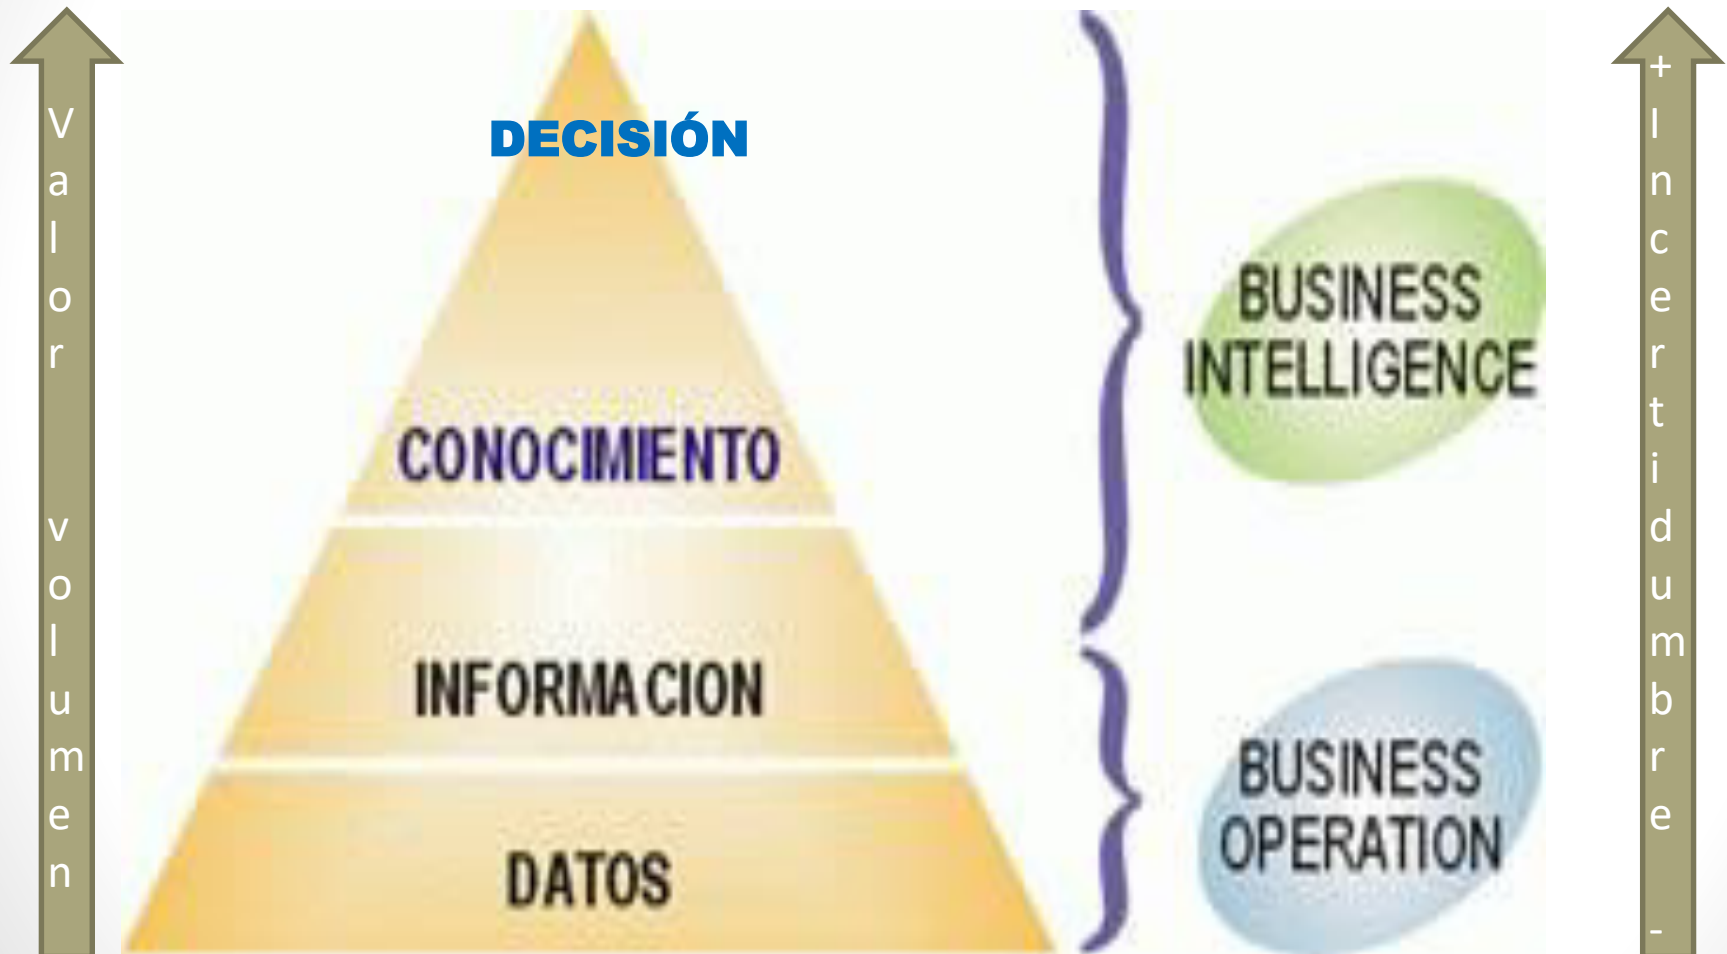 Valor volumen
DECISIÓN
CONOCIMIENTO
INFORMACION
DATOS
BUSINESS
INTELLIGENCE
BUSINESS
OPERATION
+ Incertidumbre -